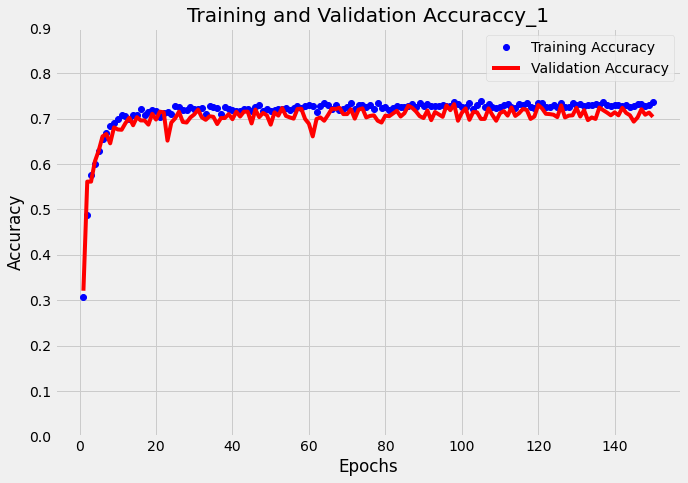 Training and Validation Accuraccy_1
Training Accuracy
Validation Accuracy
Accuracy
0.9
0.8
0.7
0.6
0.5
0.4
0.3
0.2
0.1
0.0
0 20 40 60 80 100 120 140
Epochs